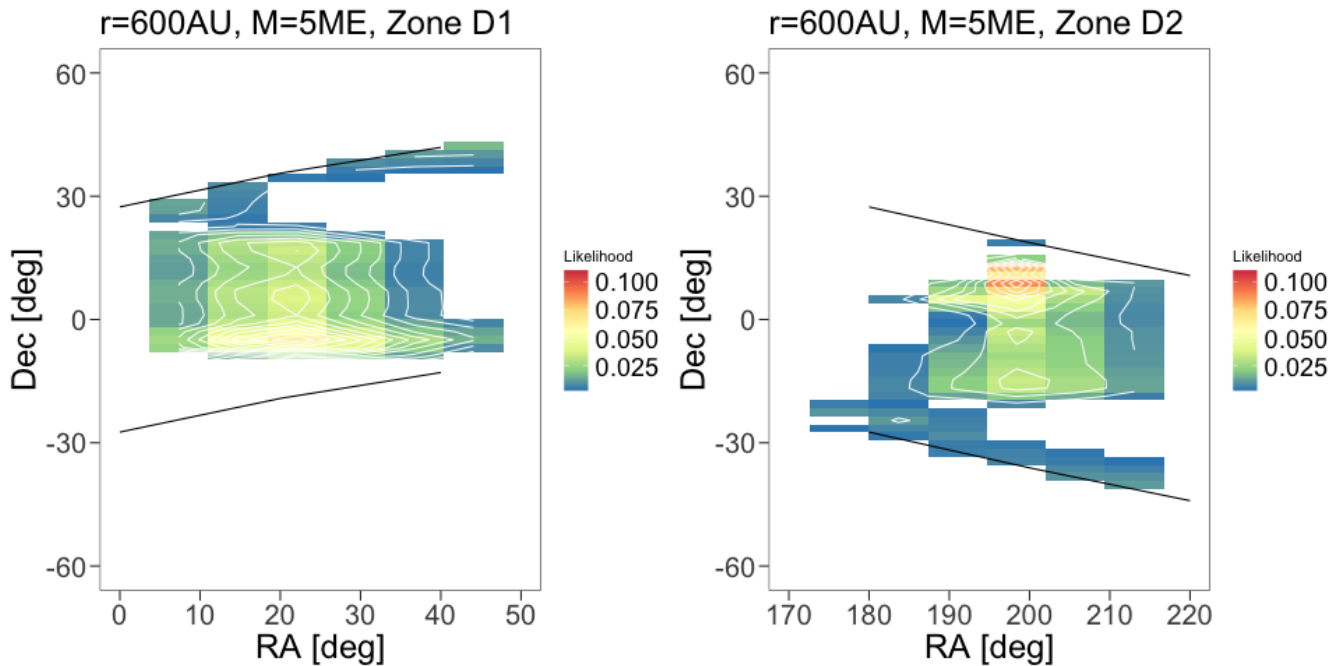 r=600AU, M=5ME, Zone D1
60
30
0
-30
-60
Dec [deg]
0 10 20 30 40 50
RA [deg]
Likelihood
0.100
0.075
0.050
0.025
r=600AU, M=5ME, Zone D2
60
30
0
-30
-60
Dec [deg]
170 180 190 200 210 220
RA [deg]
Likelihood
0.100
0.075
0.050
0.025